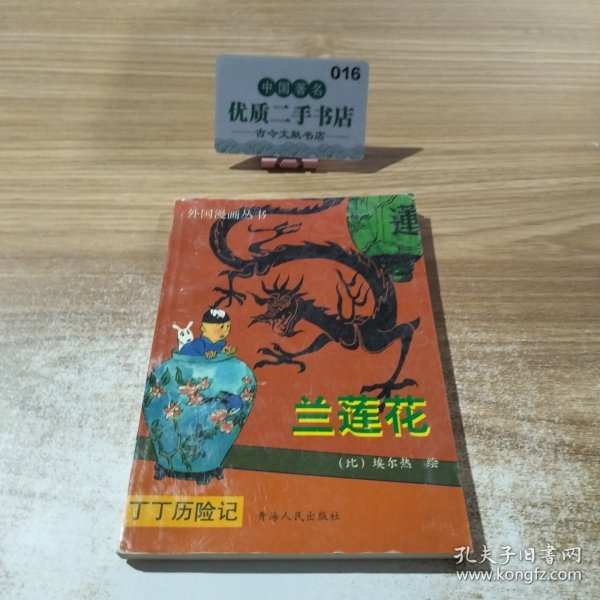 016
中国著名
优质二手书店
古今文献书店
外国漫画丛书
蓮
兰莲花
（比）埃尔热 绘
丁丁历险记
青海人民出版社
孔夫子旧书网
www.kongfz.com